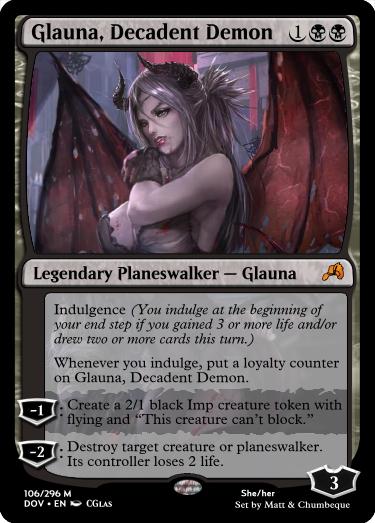 Glauna, Decadent Demon 1
Legendary Planeswalker — Glauna
Indulgence (You indulge at the beginning of
your end step if you gained 3 or more life and/or
drew two or more cards this turn.)
Whenever you indulge, put a loyalty counter
on Glauna, Decadent Demon.
-1 : Create a 2/1 black Imp creature token with
flying and “This creature can’t block.”
-2 : Destroy target creature or planeswalker.
Its controller loses 2 life.
3
106/296 M She/her
DOV • EN CGlas Set by Matt & Chumbeque